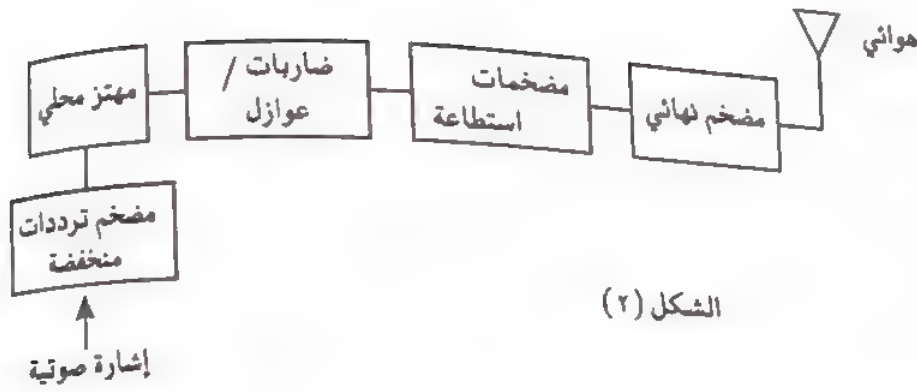 هوائي
ضاربات /
عوازل
مضخمات
استطاعة
مضخم نهائي
مهتز محلي
مضخم ترددات
منخفضة
إشارة صوتية
الشكل (٢)